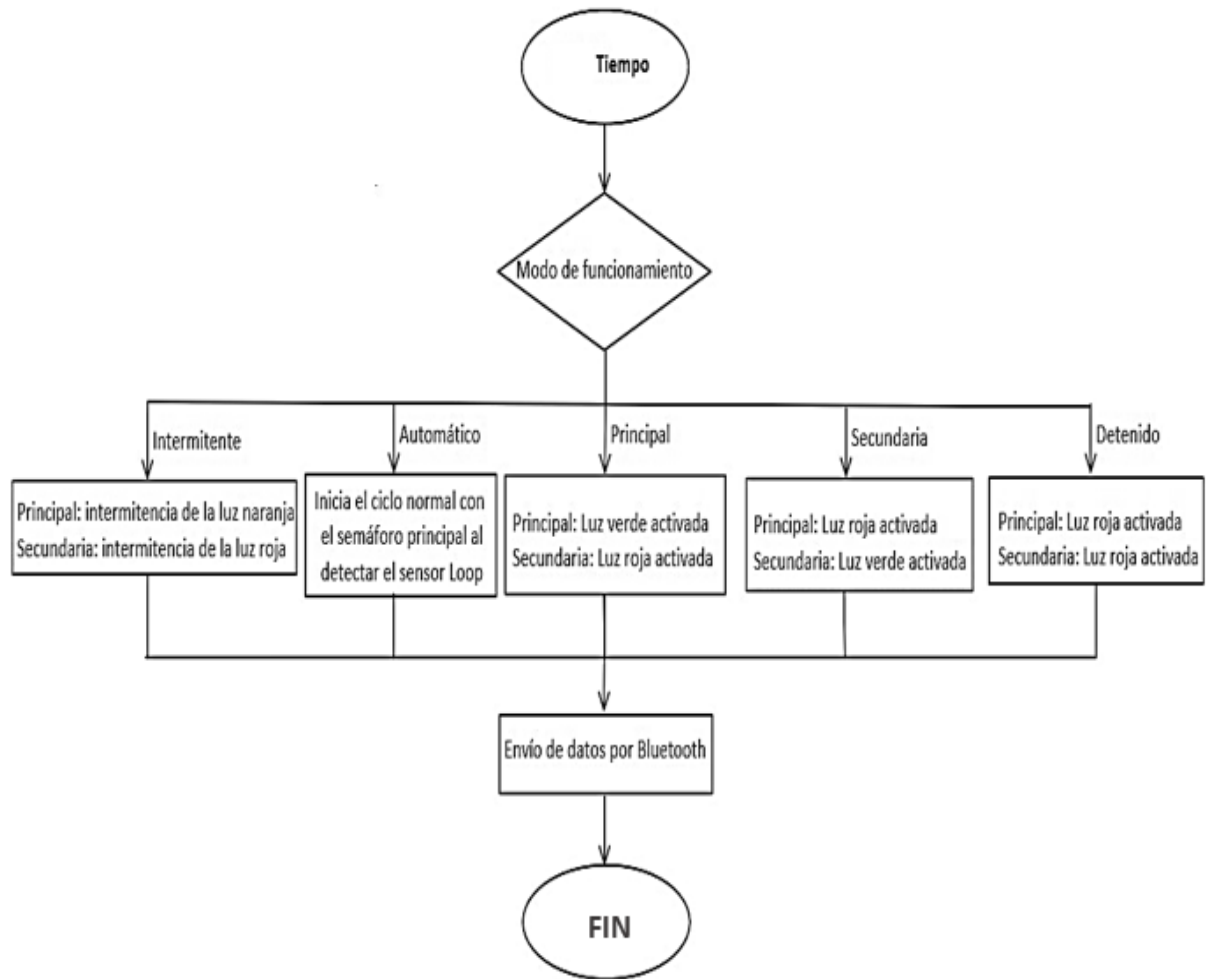 Tiempo
Modo de funcionamiento
Intermitente
Automático
Principal
Secundaria
Detenido
Principal: intermitencia de la luz naranja
Secundaria: intermitencia de la luz roja
Inicia el ciclo normal con
el semáforo principal al
detectar el sensor Loop
Principal: Luz verde activada
Secundaria: Luz roja activada
Principal: Luz roja activada
Secundaria: Luz verde activada
Principal: Luz roja activada
Secundaria: Luz roja activada
Envío de datos por Bluetooth
FIN